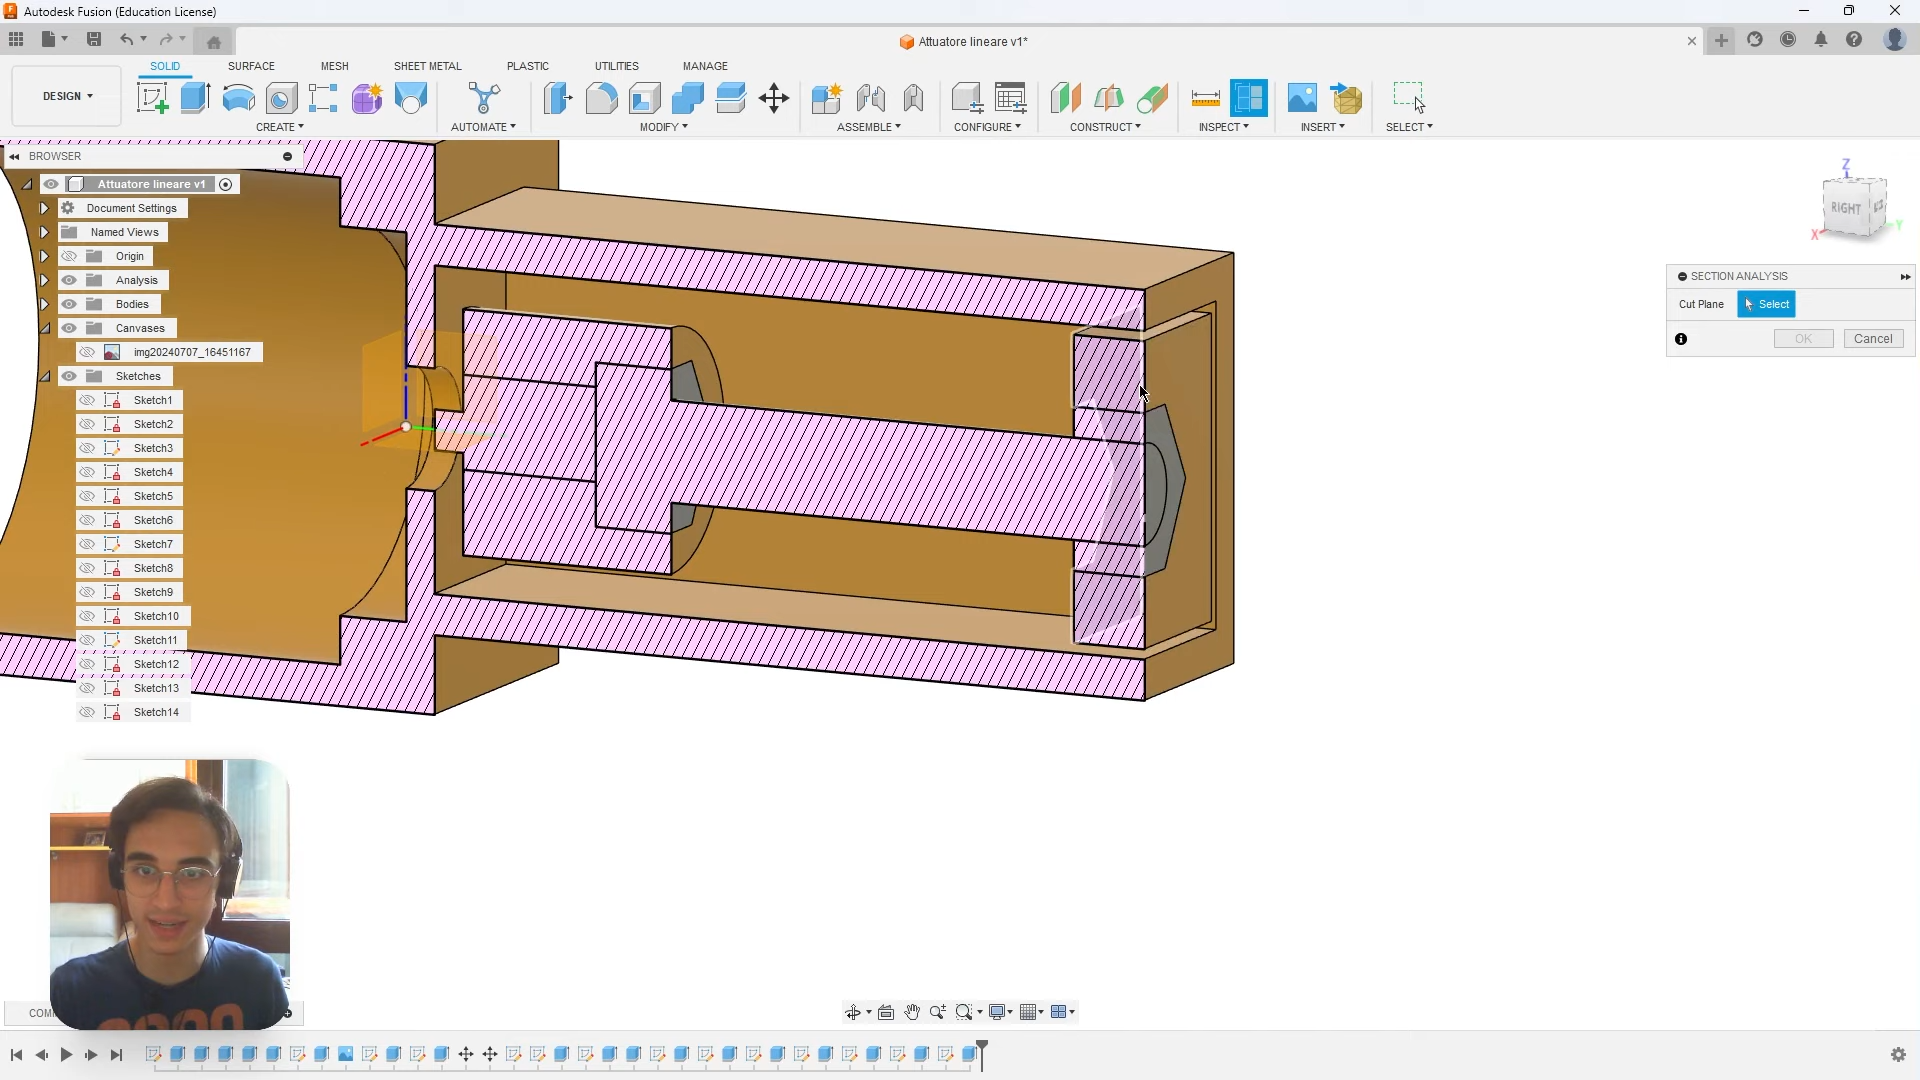 Autodesk Fusion (Education License)
Attuatore lineare v1*
SOLID
SURFACE
MESH
SHEET METAL
PLASTIC
UTILITIES
MANAGE
DESIGN
CREATE
AUTOMATE
MODIFY
ASSEMBLE
CONFIGURE
CONSTRUCT
INSPECT
INSERT
SELECT
BROWSER
Attuatore lineare v1
Document Settings
Named Views
Origin
Analysis
Bodies
Canvases
img20240707_16451167
Sketches
Sketch1
Sketch2
Sketch3
Sketch4
Sketch5
Sketch6
Sketch7
Sketch8
Sketch9
Sketch10
Sketch11
Sketch12
Sketch13
Sketch14
Z
RIGHT
X
Y
SECTION ANALYSIS
Cut Plane
Select
OK
Cancel